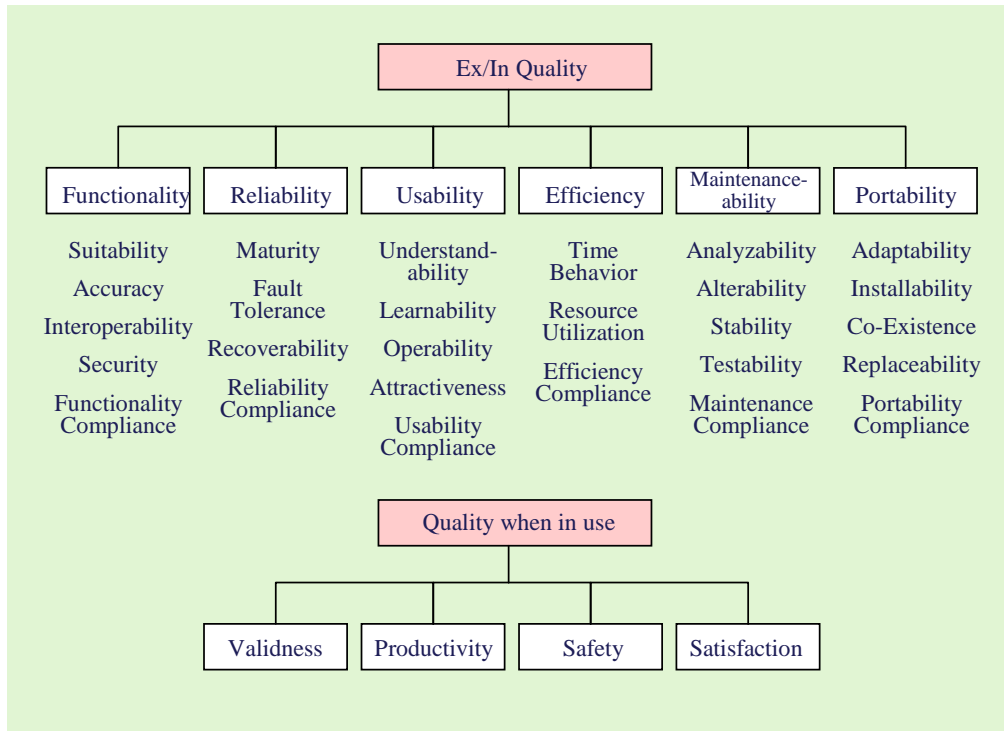 Ex/In Quality
Functionality
Reliability
Usability
Efficiency
Maintenance-
ability
Portability
Suitability
Accuracy
Interoperability
Security
Functionality
Compliance
Maturity
Fault
Tolerance
Recoverability
Reliability
Compliance
Understand-
ability
Learnability
Operability
Attractiveness
Usability
Compliance
Time
Behavior
Resource
Utilization
Efficiency
Compliance
Analyzability
Alterability
Stability
Testability
Maintenance
Compliance
Adaptability
Installability
Co-Existence
Replaceability
Portability
Compliance
Quality when in use
Validness
Productivity
Safety
Satisfaction